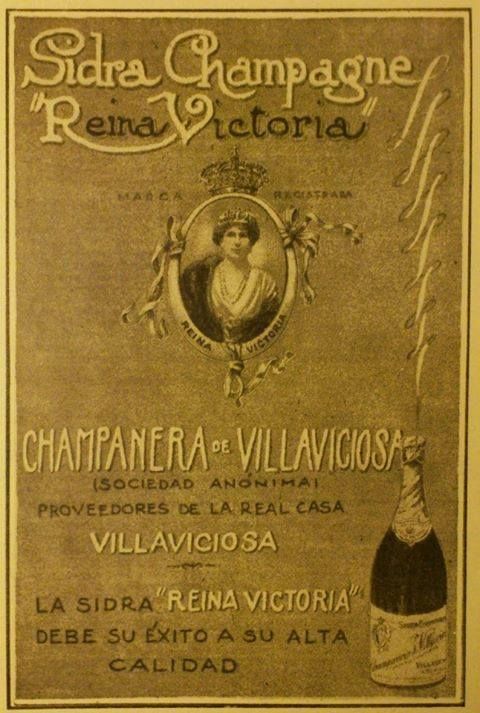 Sidra Champagne
"Reina Victoria"
MARCA REGISTRADA
REINA VICTORIA
CHAMPANERA DE VILLAVICIOSA
(SOCIEDAD ANÓNIMA)
PROVEEDORES DE LA REAL CASA
VILLAVICIOSA
LA SIDRA "REINA VICTORIA"
DEBE SU ÉXITO A SU ALTA
CALIDAD